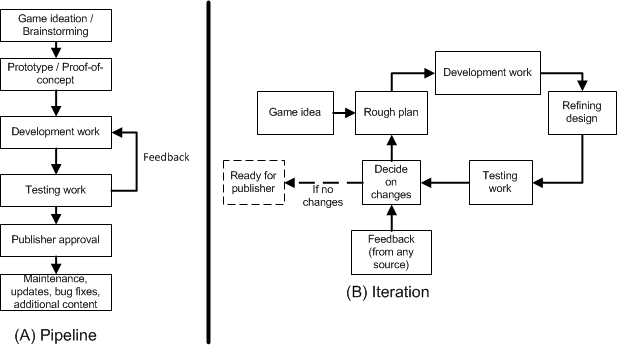 Game ideation /
Brainstorming
Prototype / Proof-of-
concept
Development work
Feedback
Testing work
Publisher approval
Maintenance,
updates, bug fixes,
additional content
(A) Pipeline
Development work
Game idea
Rough plan
Refining
design
Ready for
publisher
If no
changes
Decide
on
changes
Testing
work
Feedback
(from any
source)
(B) Iteration